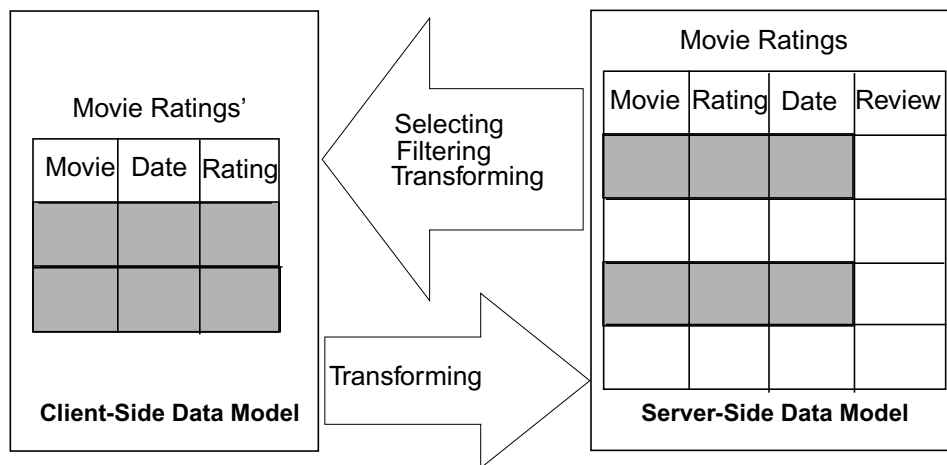 Movie Ratings’
Movie Date Rating
Client-Side Data Model
Selecting
Filtering
Transforming
Transforming
Movie Ratings
Movie Rating Date Review
Server-Side Data Model